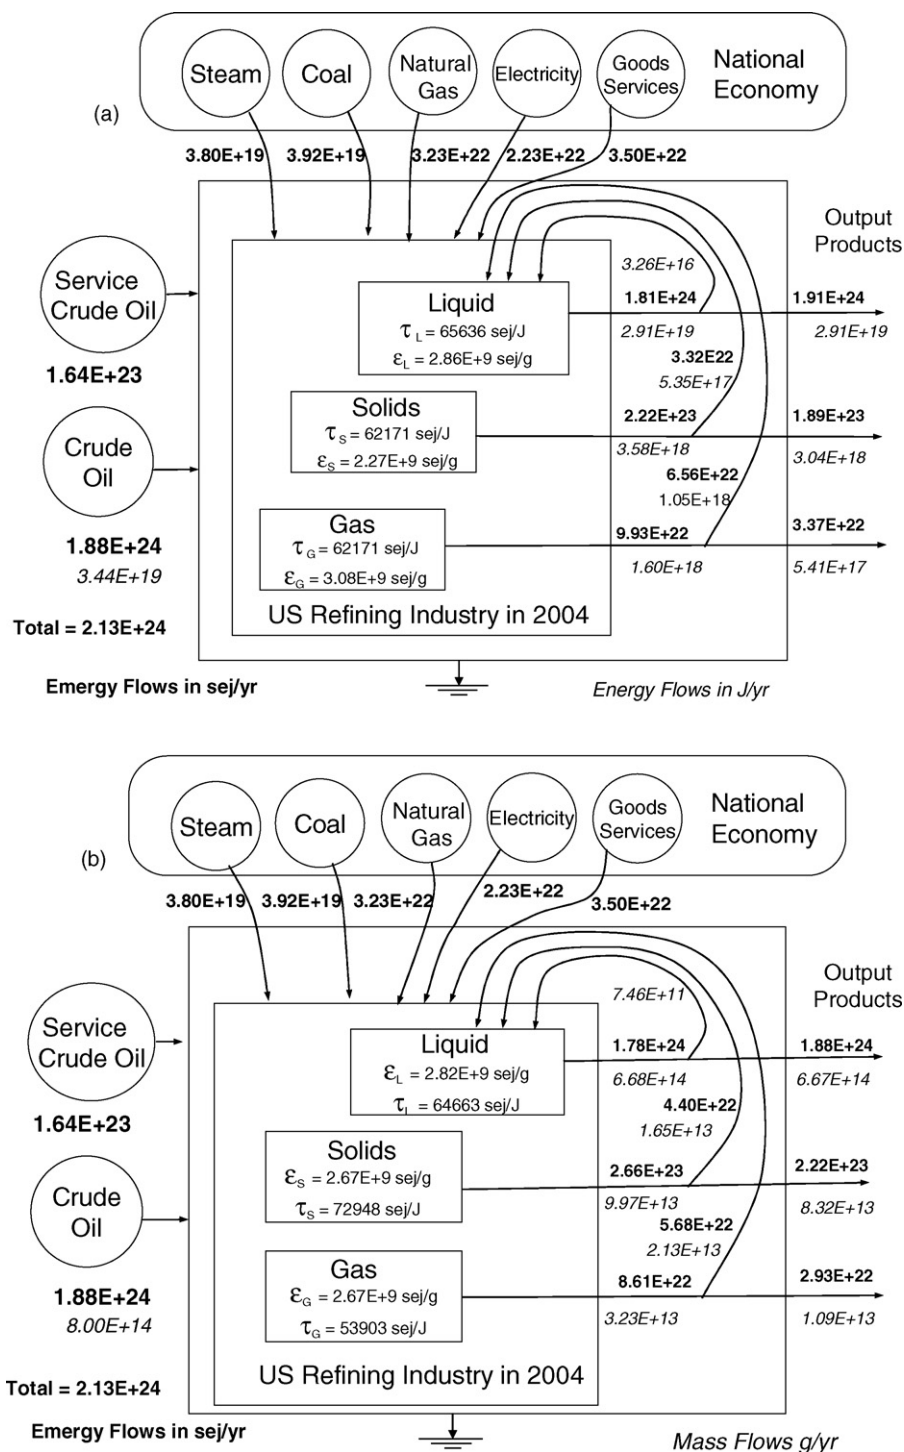 (a)
Steam
Coal
Natural
Gas
Electricity
Goods
Services
National
Economy
3.80E+19
3.92E+19
3.23E+22
2.23E+22
3.50E+22
Output
Products
Service
Crude Oil
1.64E+23
Crude
Oil
1.88E+24
3.44E+19
Total = 2.13E+24
Liquid
τL = 65636 sej/J
εL = 2.86E+9 sej/g
Solids
τS = 62171 sej/J
εS = 2.27E+9 sej/g
Gas
τG = 62171 sej/J
εG = 3.08E+9 sej/g
US Refining Industry in 2004
3.26E+16
1.81E+24
2.91E+19
1.91E+24
2.91E+19
3.32E22
5.35E+17
2.22E+23
3.58E+18
1.89E+23
3.04E+18
6.56E+22
1.05E+18
9.93E+22
1.60E+18
3.37E+22
5.41E+17
Emergy Flows in sej/yr
Energy Flows in J/yr
(b)
Steam
Coal
Natural
Gas
Electricity
Goods
Services
National
Economy
3.80E+19
3.92E+19
3.23E+22
2.23E+22
3.50E+22
Output
Products
Service
Crude Oil
1.64E+23
Crude
Oil
1.88E+24
8.00E+14
Total = 2.13E+24
Liquid
εL = 2.82E+9 sej/g
τL = 64663 sej/J
Solids
εS = 2.67E+9 sej/g
τS = 72948 sej/J
Gas
εG = 2.67E+9 sej/g
τG = 53903 sej/J
US Refining Industry in 2004
7.46E+11
1.78E+24
6.68E+14
1.88E+24
6.67E+14
4.40E+22
1.65E+13
2.66E+23
9.97E+13
2.22E+23
8.32E+13
5.68E+22
2.13E+13
8.61E+22
3.23E+13
2.93E+22
1.09E+13
Emergy Flows in sej/yr
Mass Flows g/yr